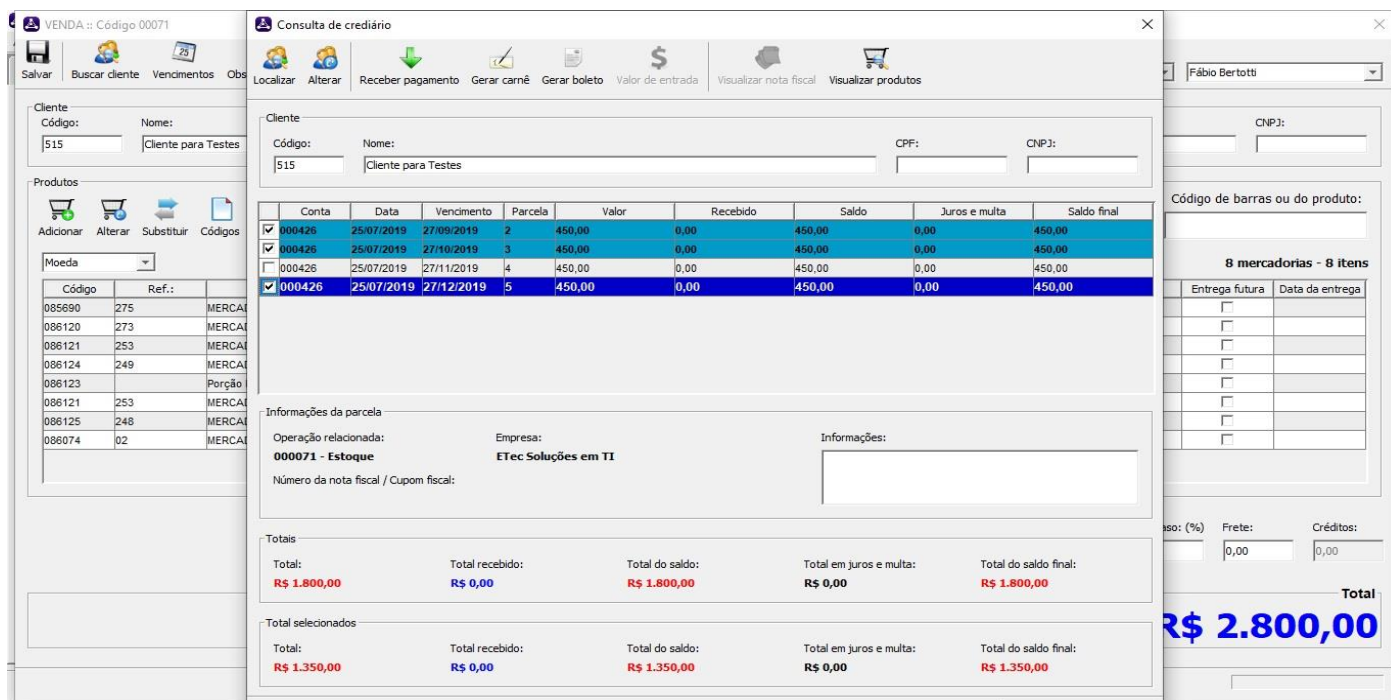 VENDA :: Código 00071
Salvar Buscar cliente Vencimentos Obs
Cliente
Código: Nome:
515 Cliente para Testes
Produtos
Adicionar Alterar Substituir Códigos
Moeda
Código Ref.:
085690 275 MERCA
086120 273 MERCA
086121 253 MERCA
086124 249 MERCA
086123 Porção
086121 253 MERCA
086125 248 MERCA
086074 02 MERCA
Consulta de crediário
Localizar Alterar Receber pagamento Gerar carnê Gerar boleto Valor de entrada Visualizar nota fiscal Visualizar produtos
Cliente
Código: Nome: CPF: CNPJ:
515 Cliente para Testes
Conta Data Vencimento Parcela Valor Recebido Saldo Juros e multa Saldo final
000426 25/07/2019 27/09/2019 2 450,00 0,00 450,00 0,00 450,00
000426 25/07/2019 27/10/2019 3 450,00 0,00 450,00 0,00 450,00
000426 25/07/2019 27/11/2019 4 450,00 0,00 450,00 0,00 450,00
000426 25/07/2019 27/12/2019 5 450,00 0,00 450,00 0,00 450,00
Informações da parcela
Operação relacionada: Empresa: Informações:
000071 - Estoque ETec Soluções em TI
Número da nota fiscal / Cupom fiscal:
Totais
Total: Total recebido: Total do saldo: Total em juros e multa: Total do saldo final:
R$ 1.800,00 R$ 0,00 R$ 1.800,00 R$ 0,00 R$ 1.800,00
Total selecionados
Total: Total recebido: Total do saldo: Total em juros e multa: Total do saldo final:
R$ 1.350,00 R$ 0,00 R$ 1.350,00 R$ 0,00 R$ 1.350,00
Fábio Bertotti
CNPJ:
Código de barras ou do produto:
8 mercadorias - 8 itens
Entrega futura Data da entrega
(%) Frete: Créditos:
0,00 0,00
Total
R$ 2.800,00